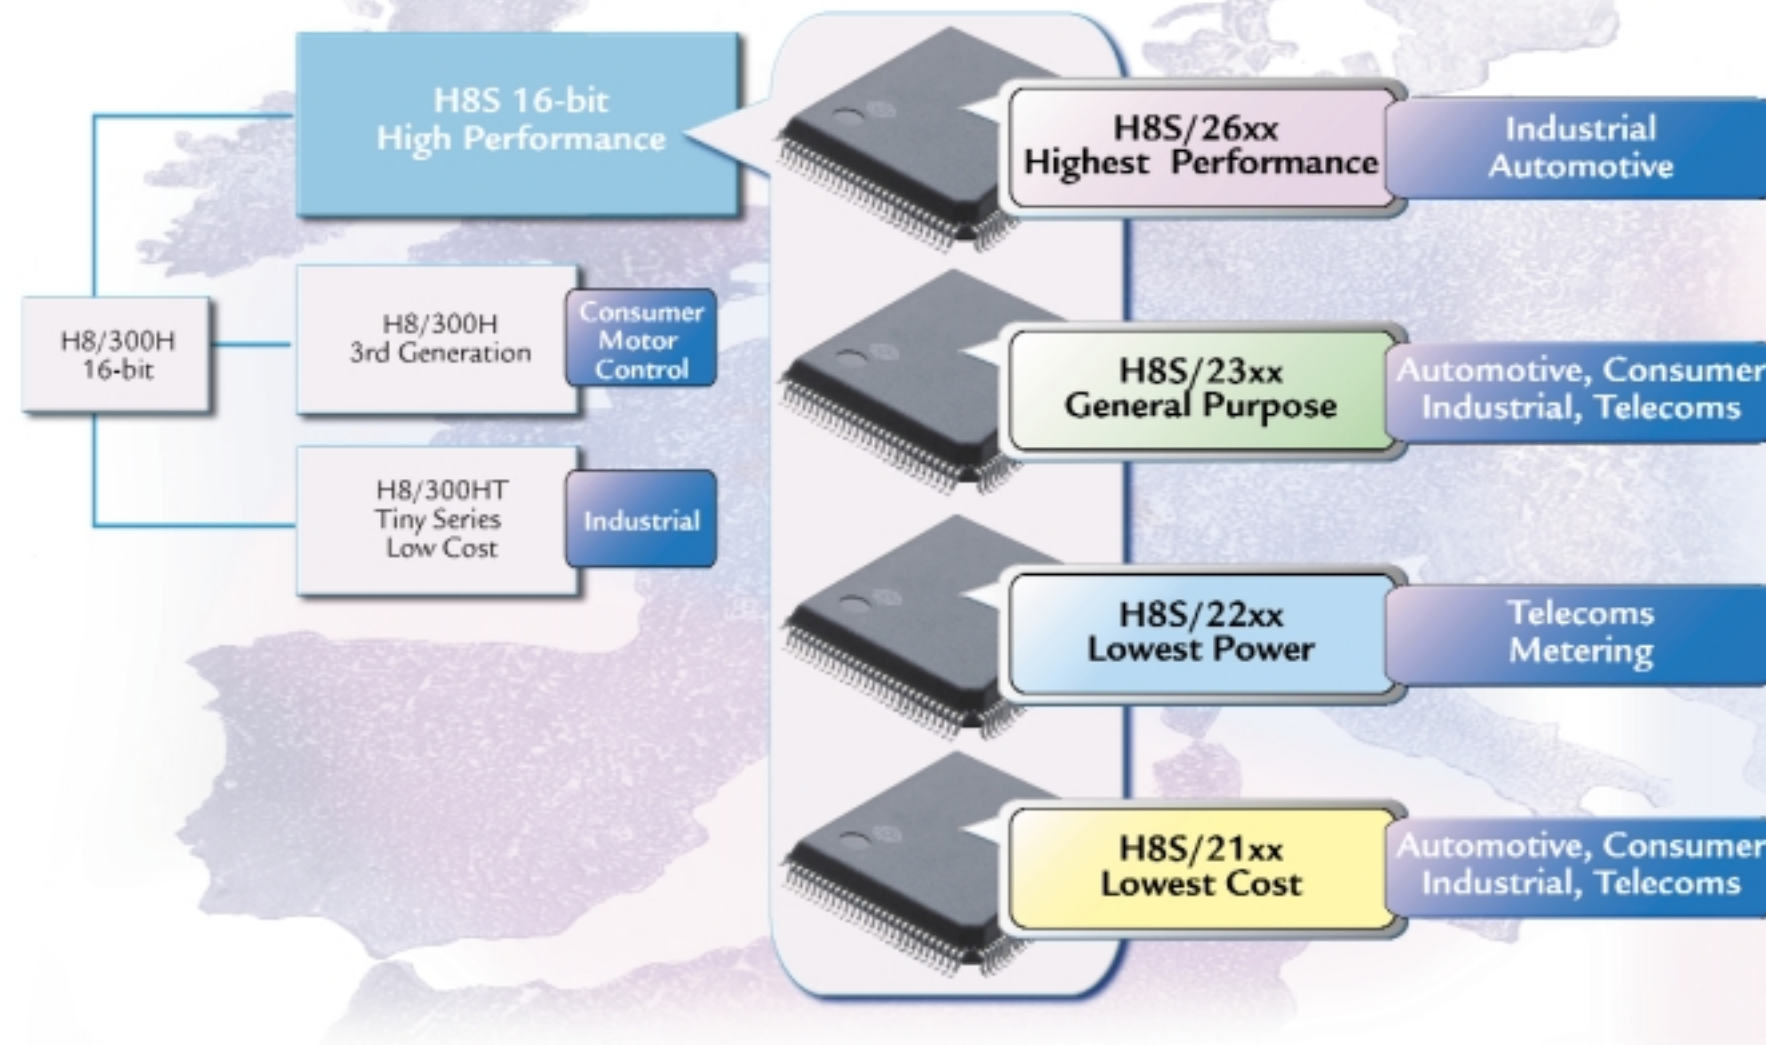 H8S 16-bit
High Performance
H8/300H
16-bit
H8/300H
3rd Generation
Consumer
Motor
Control
H8/300HT
Tiny Series
Low Cost
Industrial
H8S/26xx
Highest Performance
Industrial
Automotive
H8S/23xx
General Purpose
Automotive, Consumer
Industrial, Telecoms
H8S/22xx
Lowest Power
Telecoms
Metering
H8S/21xx
Lowest Cost
Automotive, Consumer
Industrial, Telecoms